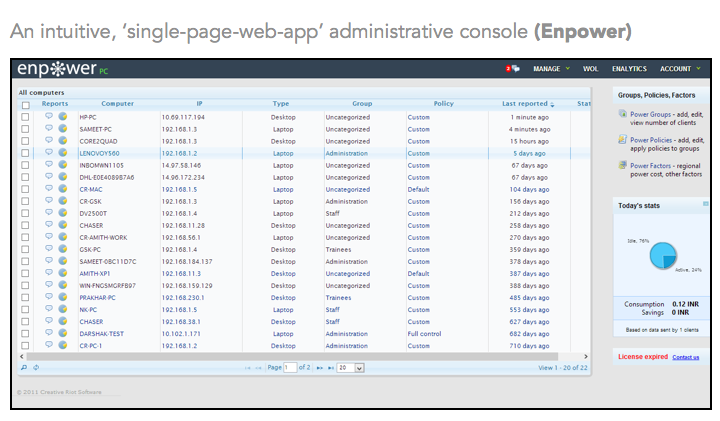 An intuitive, ‘single-page-web-app’ administrative console (Enpower)
enpower PC
3 MANAGE WOL ENALYTICS ACCOUNT
All computers
Reports Computer IP Type Group Policy Last reported Stat
HP-PC 10.69.117.194 Desktop Uncategorized Custom 1 minute ago
SAMEET-PC 192.168.1.3 Laptop Uncategorized Custom 4 minutes ago
CORE2QUAD 192.168.1.3 Desktop Uncategorized Custom 15 hours ago
LENOVOY560 192.168.1.2 Laptop Administration Custom 5 days ago
INBOMWN1105 14.97.58.146 Laptop Uncategorized Custom 67 days ago
DHL-E0E4089B7A6 14.96.172.234 Laptop Uncategorized Custom 67 days ago
CR-MAC 192.168.1.5 Laptop Uncategorized Default 104 days ago
CR-GSK 192.168.1.3 Laptop Administration Custom 156 days ago
DV2500T 192.168.1.4 Laptop Staff Custom 212 days ago
CHASER 192.168.11.28 Desktop Uncategorized Custom 258 days ago
CR-AMITH-WORK 192.168.56.1 Laptop Uncategorized Custom 270 days ago
GSK-PC 192.168.1.4 Desktop Trainees Custom 359 days ago
SAMEET-0BC11D7C 192.168.184.137 Desktop Administration Custom 378 days ago
AMITH-XP1 192.168.11.3 Desktop Uncategorized Default 387 days ago
WIN-FNGSMGRFB97 192.168.159.129 Desktop Uncategorized Custom 388 days ago
PRAKHAR-PC 192.168.230.1 Desktop Trainees Custom 485 days ago
NK-PC 192.168.1.5 Laptop Staff Custom 553 days ago
CHASER 192.168.38.1 Desktop Staff Custom 627 days ago
DARSHAK-TEST 10.102.1.171 Laptop Administration Full control 682 days ago
CR-PC-1 192.168.1.2 Desktop Administration Custom 710 days ago
Page 1 of 2 20 View 1 - 20 of 22
© 2011 Creative Riot Software
Groups, Policies, Factors
Power Groups - add, edit,
view number of clients
Power Policies - add, edit,
apply policies to groups
Power Factors - regional
power cost, other factors
Today's stats
Idle, 76%
Active, 24%
Consumption 0.12 INR
Savings 0 INR
Based on data sent by 1 clients
License expired Contact us